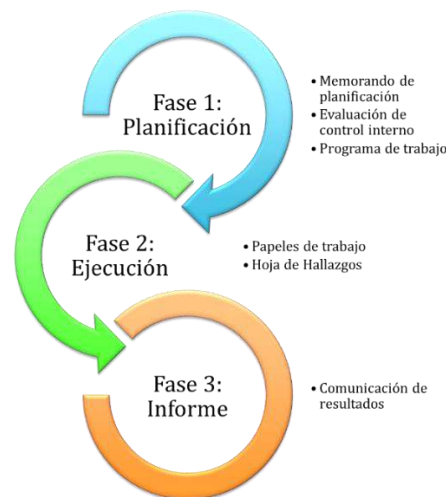 Fase 1:
Planificación
• Memorando de
planificación
• Evaluación de
control interno
• Programa de trabajo
Fase 2:
Ejecución
• Papeles de trabajo
• Hoja de Hallazgos
Fase 3:
Informe
• Comunicación de
resultados